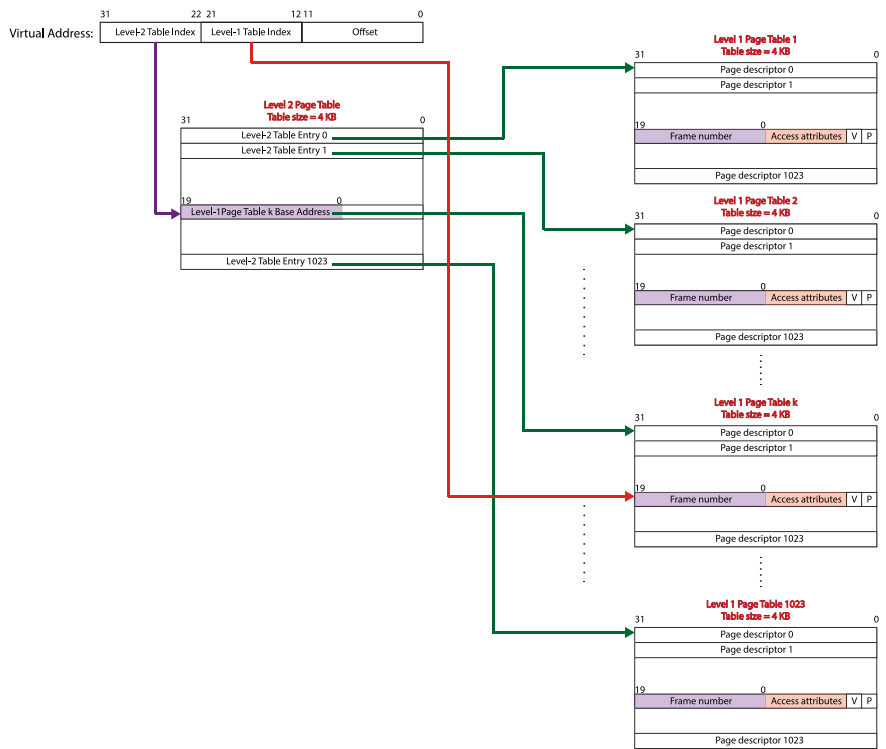 31 22 21 12 11 0
Virtual Address: Level-2 Table Index Level-1 Table Index Offset
Level 2 Page Table
Table size = 4 KB
31 0
Level-2 Table Entry 0
Level-2 Table Entry 1
19 0
Level-1Page Table k Base Address
Level-2 Table Entry 1023
Level 1 Page Table 1
Table size = 4 KB
31 0
Page descriptor 0
Page descriptor 1
19 0
Frame number Access attributes V P
Page descriptor 1023
Level 1 Page Table 2
Table size = 4 KB
31 0
Page descriptor 0
Page descriptor 1
19 0
Frame number Access attributes V P
Page descriptor 1023
Level 1 Page Table k
Table size = 4 KB
31 0
Page descriptor 0
Page descriptor 1
19 0
Frame number Access attributes V P
Page descriptor 1023
Level 1 Page Table 1023
Table size = 4 KB
31 0
Page descriptor 0
Page descriptor 1
19 0
Frame number Access attributes V P
Page descriptor 1023